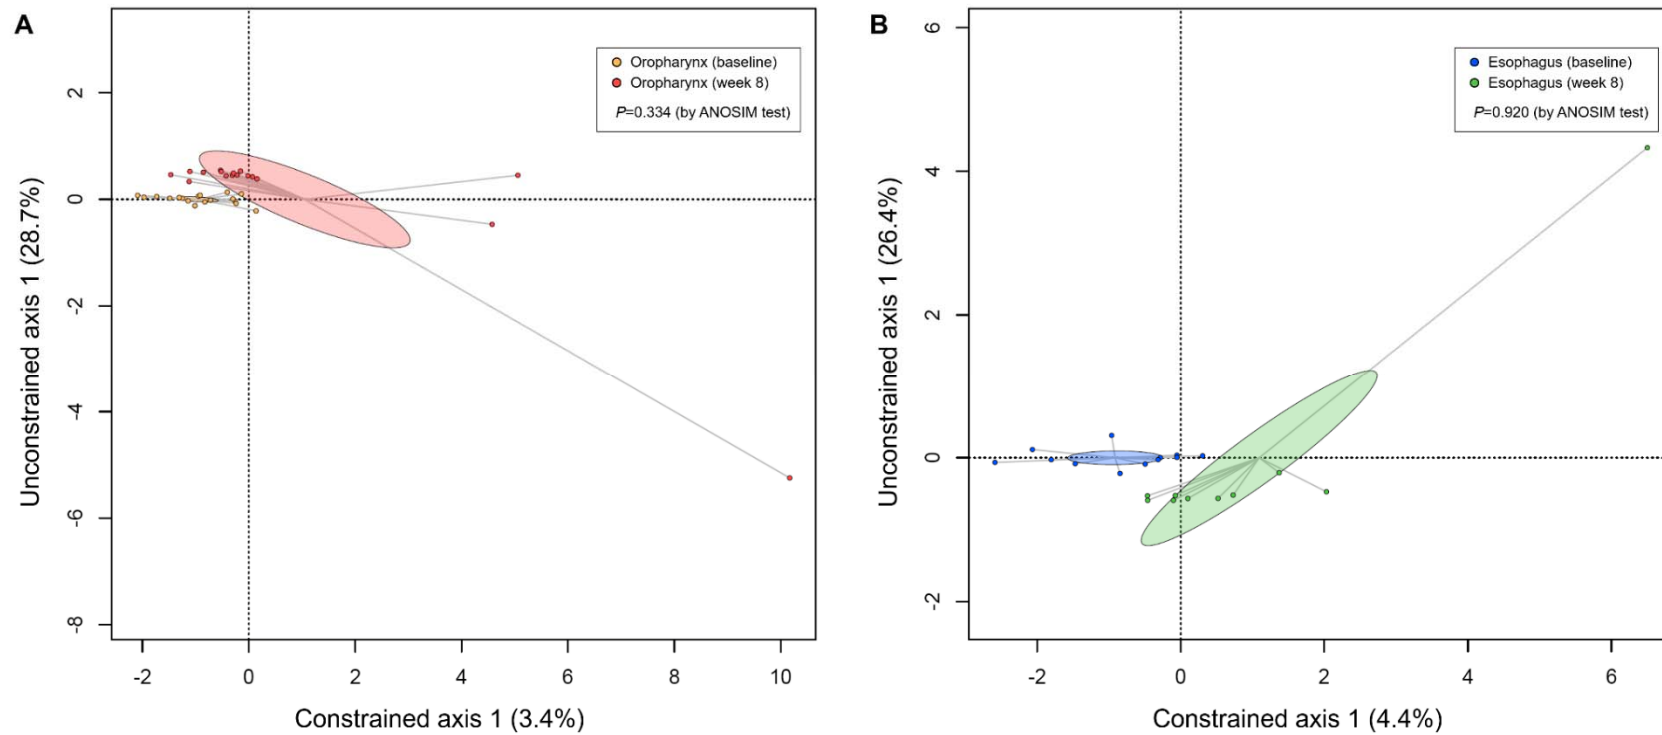 A
Oropharynx (baseline)
Oropharynx (week 8)
P=0.334 (by ANOSIM test)
Unconstrained axis 1 (28.7%)
2
0
-2
-4
-6
-8
-2
0
2
4
6
8
10
Constrained axis 1 (3.4%)
B
Esophagus (baseline)
Esophagus (week 8)
P=0.920 (by ANOSIM test)
Unconstrained axis 1 (26.4%)
6
4
2
0
-2
-2
0
2
4
6
Constrained axis 1 (4.4%)